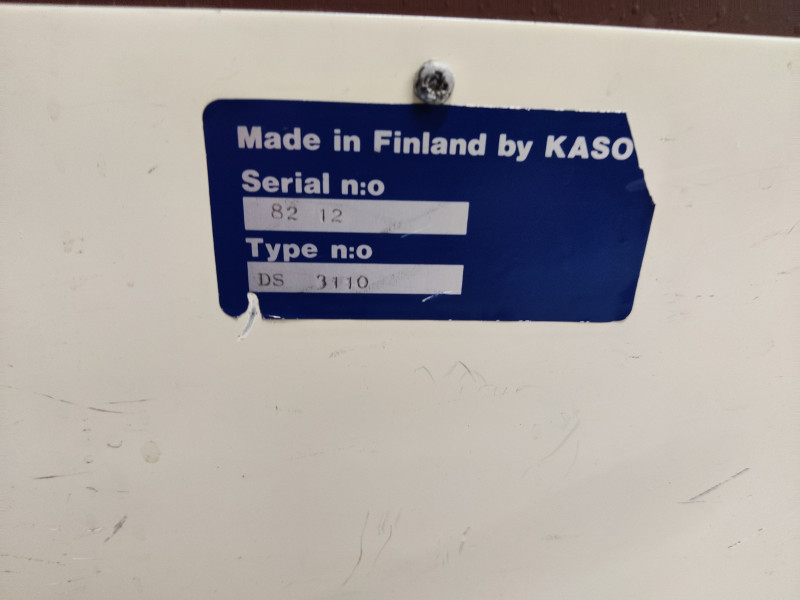 Made in Finland by KASO
Serial n:o
82 12
Type n:o
DS 3110